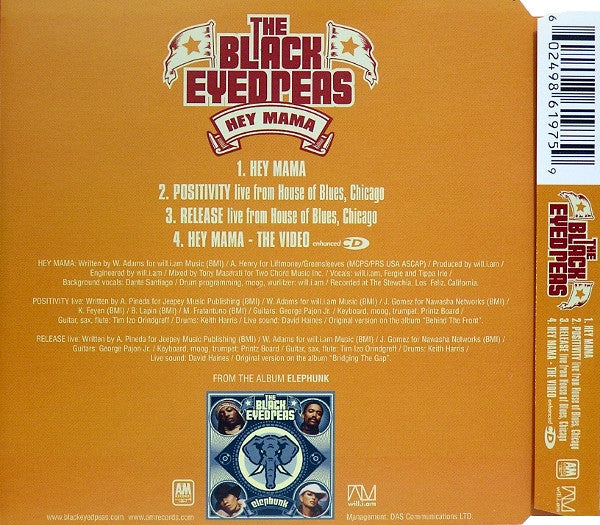 THE
BLACK
EYED PEAS
HEY MAMA
1. HEY MAMA
2. POSITIVITY live from House of Blues, Chicago
3. RELEASE live from House of Blues, Chicago
4. HEY MAMA - THE VIDEO enhanced CD
HEY MAMA: Written by W. Adams for will.i.am Music (BMI) / A. Henry for Liftmoney/Greensleeves (MCPS/PRS USA ASCAP) / Produced by will.i.am /
Engineered by will.i.am / Mixed by Tony Maserati for Two Chord Music Inc. / Vocals: will.i.am, Fergie and Tippa Irie /
Background vocals: Dante Santiago / Drum programming, moog, wurlitzer: will.i.am / Recorded at The Stewchia, Los Feliz, California.
POSITIVITY live: Written by A. Pineda for Jeepey Music Publishing (BMI) / W. Adams for will.i.am Music (BMI) / J. Gomez for Nawasha Networks (BMI) /
K. Feyen (BMI) / B. Lapin (BMI) / M. Fratantuno (BMI) / Guitars: George Pajon Jr. / Keyboard, moog, trumpet: Printz Board /
Guitar, sax, flute: Tim Izo Orindgreff / Drums: Keith Harris / Live sound: David Haines / Original version on the album "Behind The Front".
RELEASE live: Written by A. Pineda for Jeepey Music Publishing (BMI) / W. Adams for will.i.am Music (BMI) / J. Gomez for Nawasha Networks (BMI) /
Guitars: George Pajon Jr. / Keyboard, moog, trumpet: Printz Board / Guitar, sax, flute: Tim Izo Orindgreff / Drums: Keith Harris /
Live sound: David Haines / Original version on the album "Bridging The Gap".
FROM THE ALBUM ELEPHUNK
THE
BLACK
EYED PEAS
elephunk
AM
RECORDS
will.i.am
www.blackeyedpeas.com www.amrecords.com
Management: DAS Communications LTD.
6 02498 61975 9
THE
BLACK
EYED PEAS
1. HEY MAMA
2. POSITIVITY live from House of Blues, Chicago
3. RELEASE live from House of Blues, Chicago
4. HEY MAMA - THE VIDEO enhanced CD
AM
will.i.am